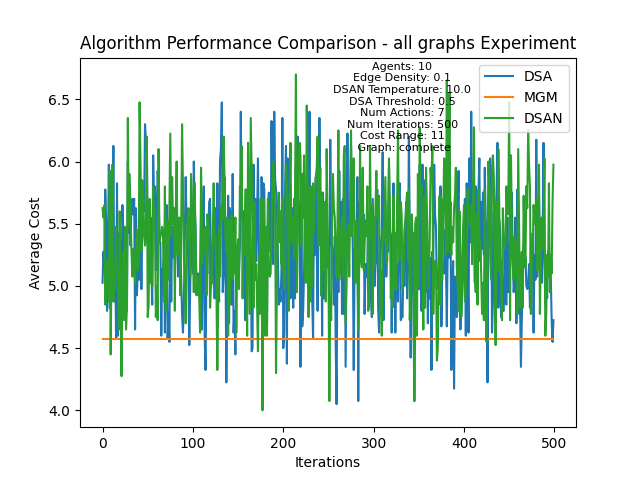 Algorithm Performance Comparison - all graphs Experiment
Agents: 10
Edge Density: 0.1
DSAN Temperature: 10.0
DSA Threshold: 0.5
Num Actions: 7
Num Iterations: 500
Cost Range: 11
Graph: complete
DSA
MGM
DSAN
Average Cost
6.5
6.0
5.5
5.0
4.5
4.0
0
100
200
300
400
500
Iterations